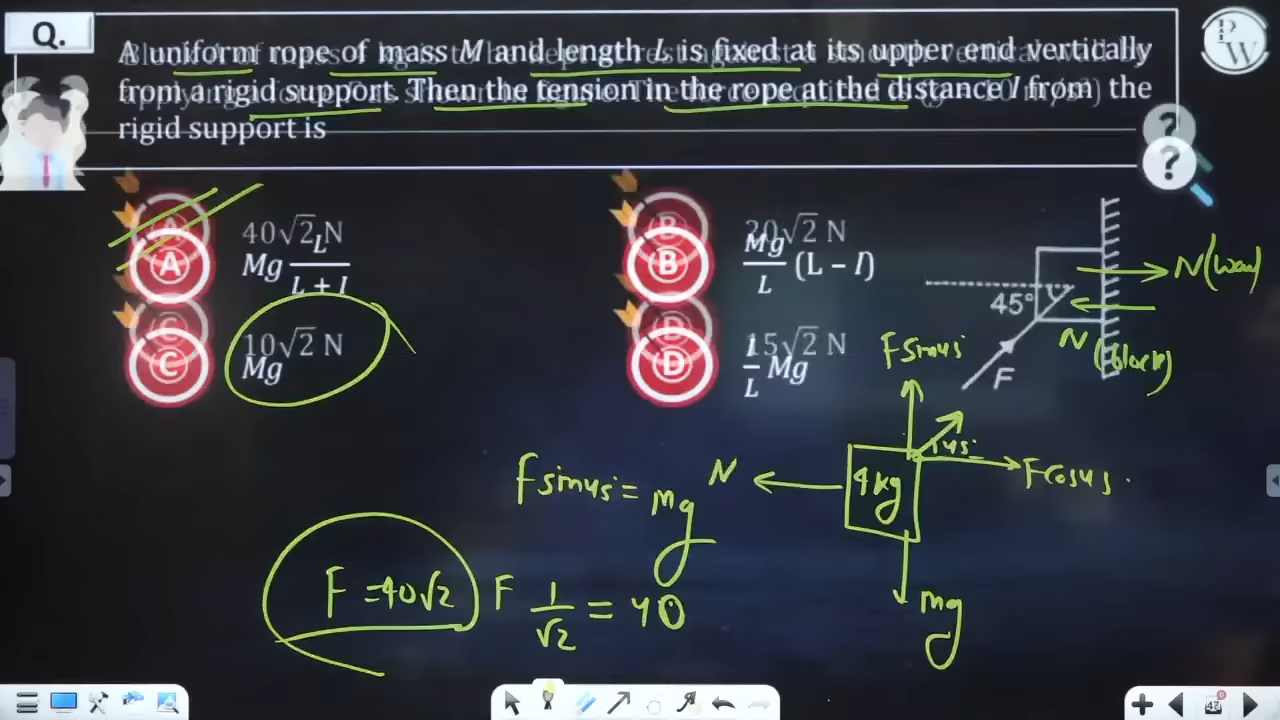 Q.
A uniform rope of mass M and length L is fixed at its upper end vertically
from a rigid support. Then the tension in the rope at the distance l from the
rigid support is
P
W
?
?
A 40√2 N
A Mg L / L + l
B 20√2 N
B Mg / L (L – l)
C 10√2 N
C Mg
D 15√2 N
D 1 / L Mg
45°
F
N(wall)
N (block)
F sin45
F cos45
45
N
4kg
mg
F sin45 = mg
F 1/√2 = 40
F = 40√2